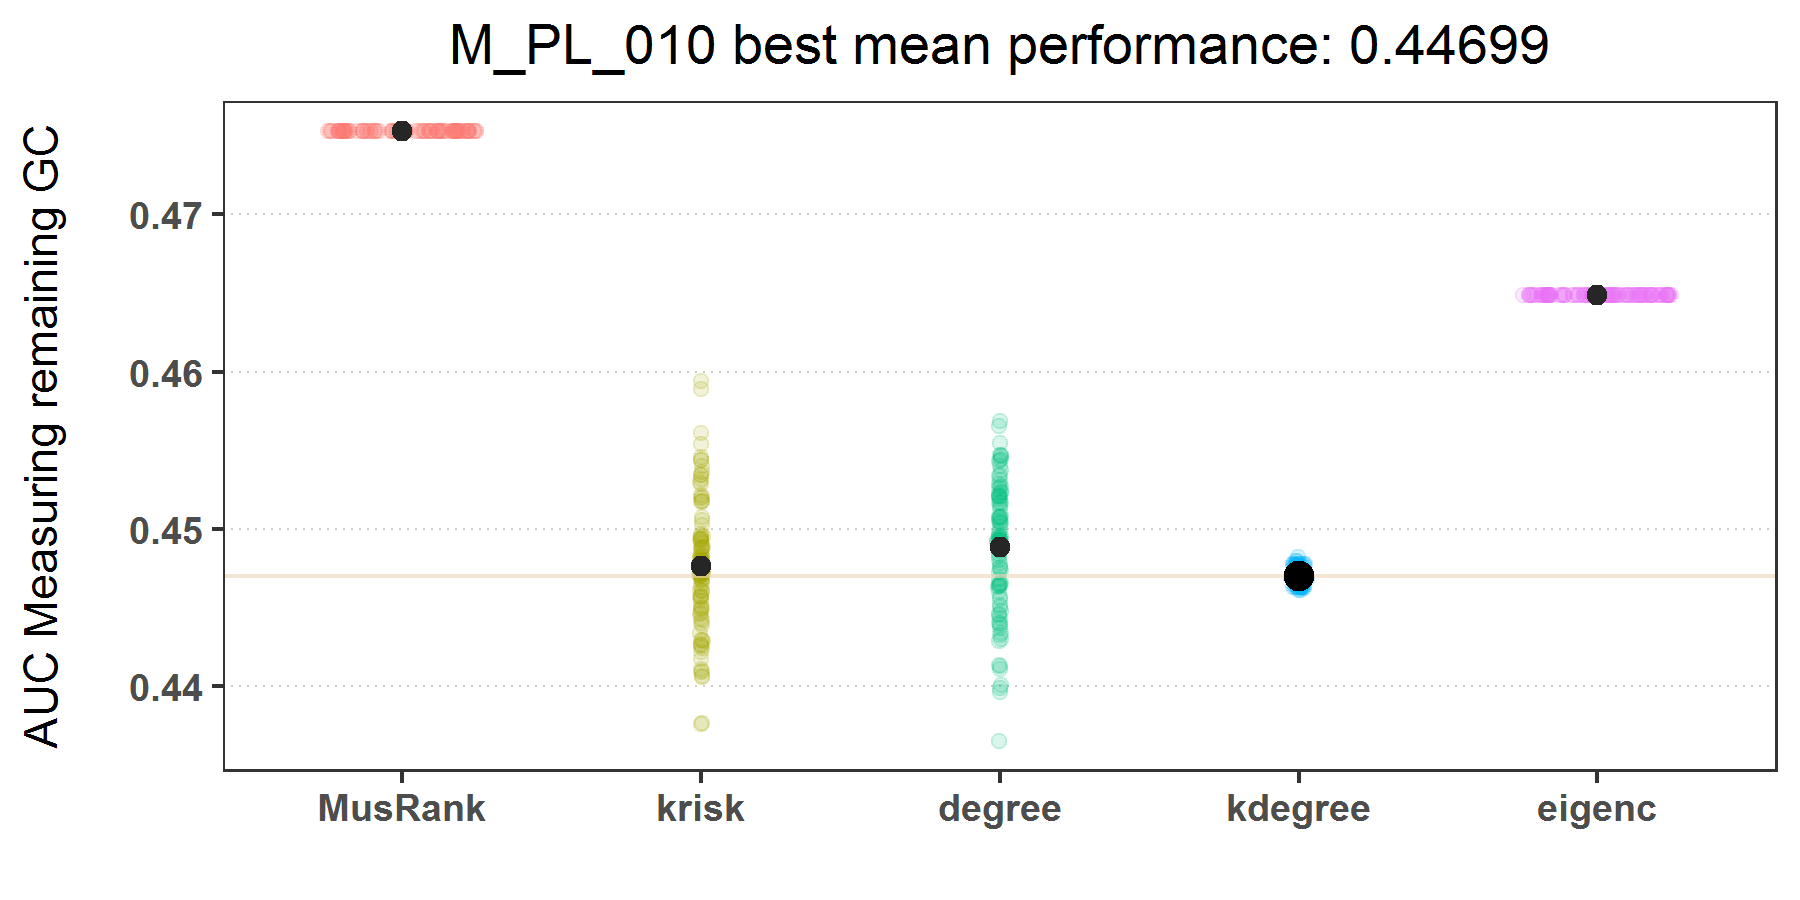 M_PL_010 best mean performance: 0.44699
AUC Measuring remaining GC
0.47
0.46
0.45
0.44
MusRank krisk degree kdegree eigenc